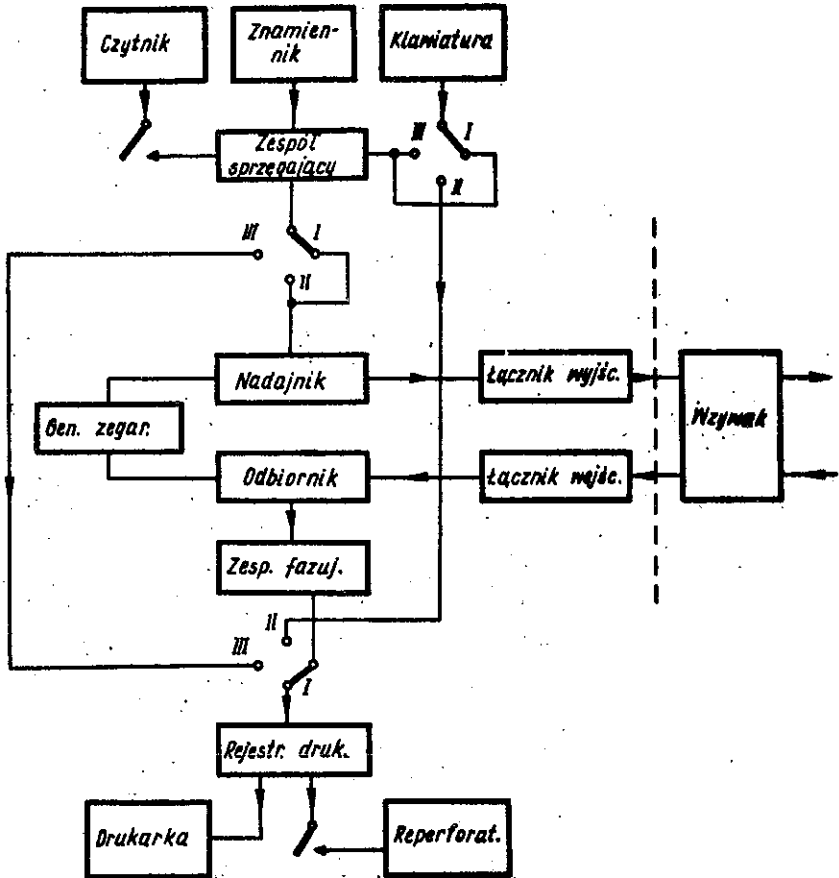 Czytnik
Znamien-
nik
Klawiatura
III
I
II
Zespół
sprzęgający
III
I
II
Nadajnik
Łącznik wyjśc.
Wzywak
Gen. zegar.
Odbiornik
Łącznik wejśc.
Zesp. fazuj.
II
III
I
Rejestr. druk.
Drukarka
Reperforat.